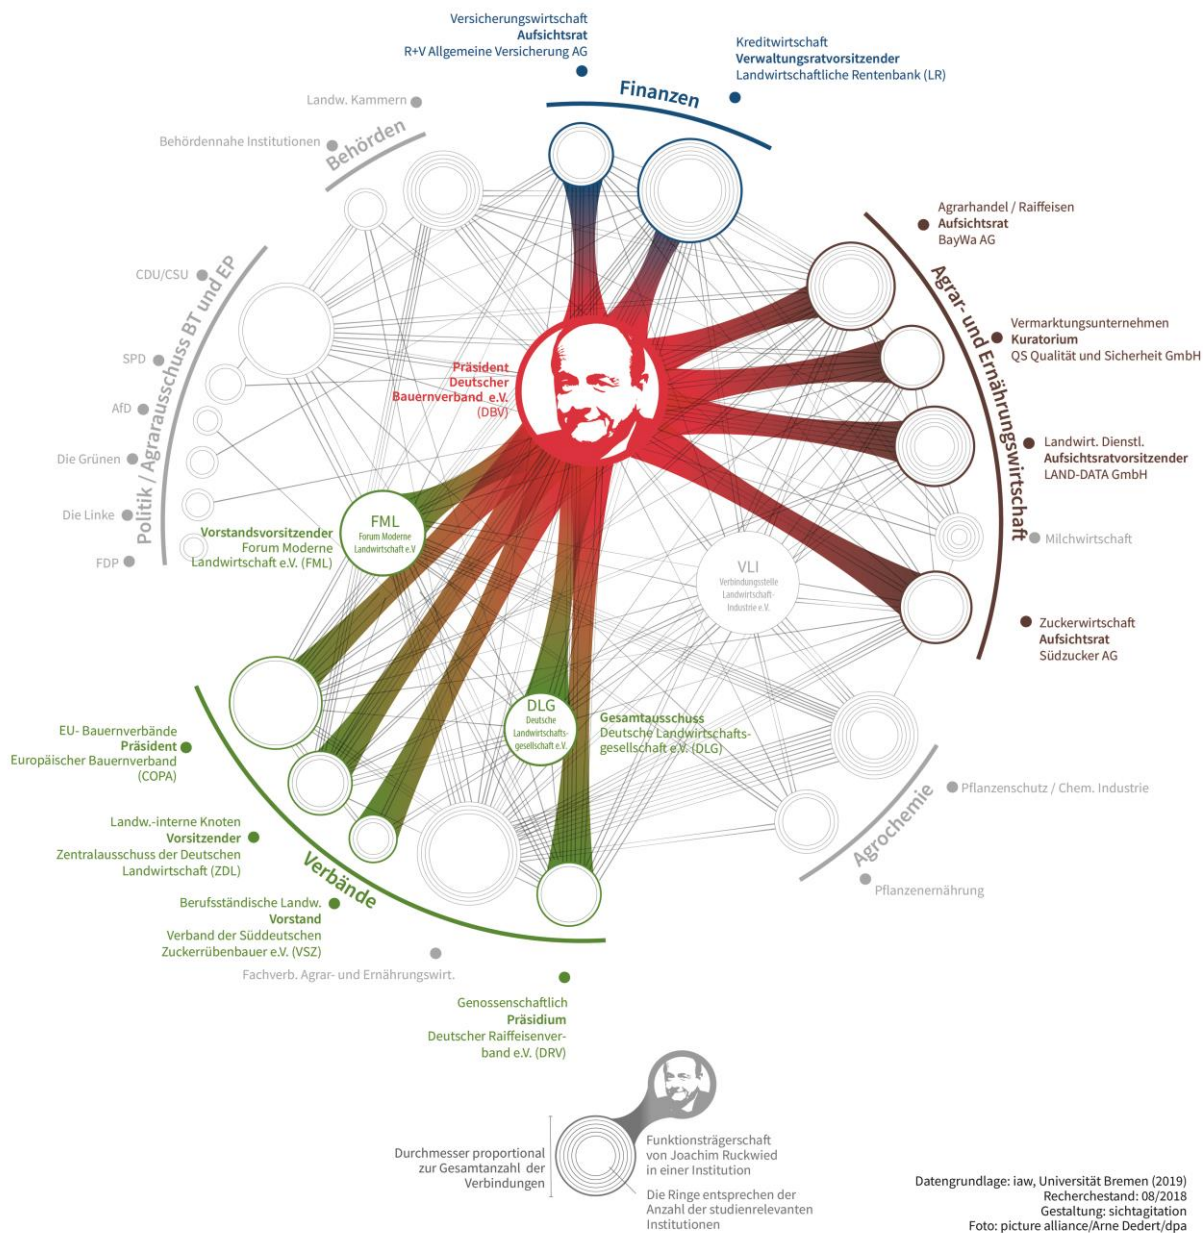 Versicherungswirtschaft
Aufsichtsrat
R+V Allgemeine Versicherung AG
Kreditwirtschaft
Verwaltungsratvorsitzender
Landwirtschaftliche Rentenbank (LR)
Finanzen
Landw. Kammern
Behördennahe Institutionen
Behörden
Agrarhandel / Raiffeisen
Aufsichtsrat
BayWa AG
Agrar- und Ernährungswirtschaft
CDU/CSU
SPD
AfD
Die Grünen
Die Linke
FDP
Politik / Agrarausschuss BT und EP
Vermarktungsunternehmen
Kuratorium
QS Qualität und Sicherheit GmbH
Präsident
Deutscher
Bauernverband e.V.
(DBV)
Landwirt. Dienstl.
Aufsichtsratvorsitzender
LAND-DATA GmbH
FML
Forum Moderne
Landwirtschaft e.V
Vorstandsvorsitzender
Forum Moderne
Landwirtschaft e.V. (FML)
Milchwirtschaft
VLI
Verbindungsstelle
Landwirtschaft-
Industrie e.V.
Zuckerwirtschaft
Aufsichtsrat
Südzucker AG
DLG
Deutsche
Landwirtschafts-
gesellschaft e.V.
Gesamtausschuss
Deutsche Landwirtschafts-
gesellschaft e.V. (DLG)
EU- Bauernverbände
Präsident
Europäischer Bauernverband
(COPA)
Pflanzenschutz / Chem. Industrie
Agrochemie
Pflanzenernährung
Landw.-interne Knoten
Vorsitzender
Zentralausschuss der Deutschen
Landwirtschaft (ZDL)
Verbände
Berufsständische Landw.
Vorstand
Verband der Süddeutschen
Zuckerrübenbauer e.V. (VSZ)
Fachverb. Agrar- und Ernährungswirt.
Genossenschaftlich
Präsidium
Deutscher Raiffeisenver-
band e.V. (DRV)
Durchmesser proportional
zur Gesamtanzahl der
Verbindungen
Funktionsträgerschaft
von Joachim Ruckwied
in einer Institution
Die Ringe entsprechen der
Anzahl der studienrelevanten
Institutionen
Datengrundlage: iaw, Universität Bremen (2019)
Recherchestand: 08/2018
Gestaltung: sichtagitation
Foto: picture alliance/Arne Dedert/dpa